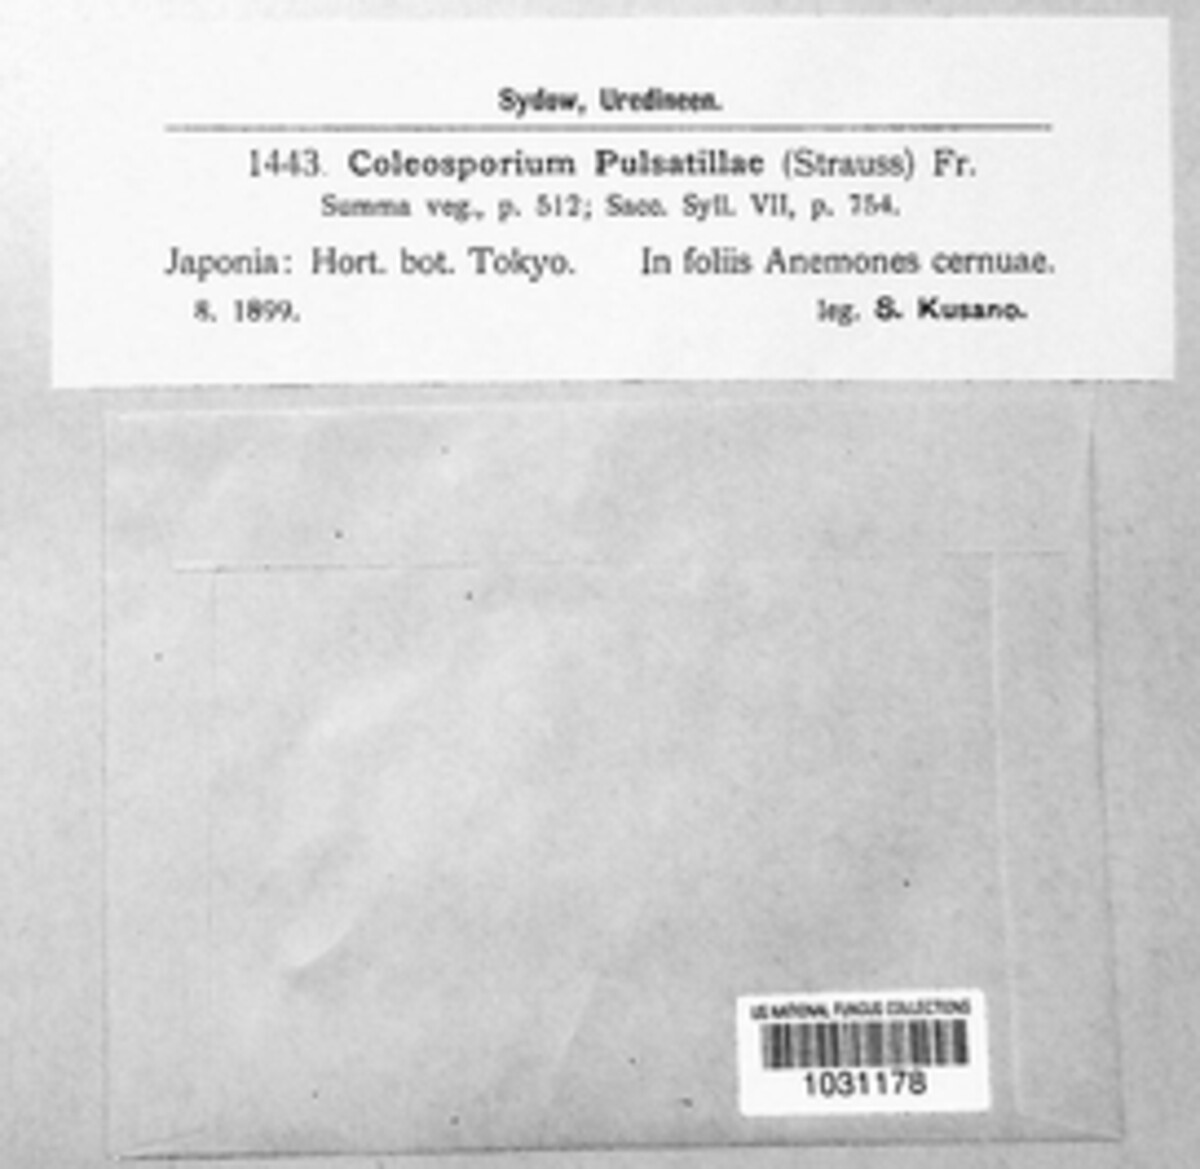 Sydow, Uredineen.
1443. Coleosporium Pulsatillae (Strauss) Fr.
Summa veg., p. 512; Sacc. Syll. VII, p. 754.
Japonia: Hort. bot. Tokyo. In foliis Anemones cernuae.
8. 1899. leg. S. Kusano.
US NATIONAL FUNGUS COLLECTIONS
1031178